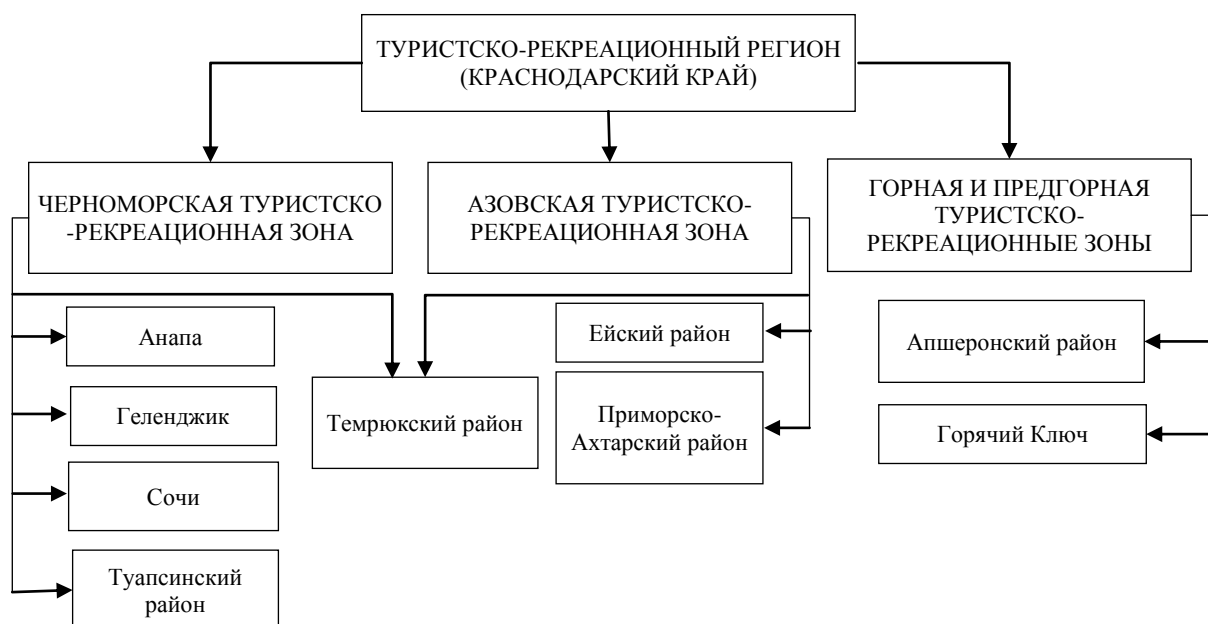 ТУРИСТСКО-РЕКРЕАЦИОННЫЙ РЕГИОН
(КРАСНОДАРСКИЙ КРАЙ)
ЧЕРНОМОРСКАЯ ТУРИСТСКО
-РЕКРЕАЦИОННАЯ ЗОНА
АЗОВСКАЯ ТУРИСТСКО-
РЕКРЕАЦИОННАЯ ЗОНА
ГОРНАЯ И ПРЕДГОРНАЯ
ТУРИСТСКО-
РЕКРЕАЦИОННЫЕ ЗОНЫ
Анапа
Геленджик
Сочи
Туапсинский
район
Темрюкский район
Ейский район
Приморско-
Ахтарский район
Апшеронский район
Горячий Ключ